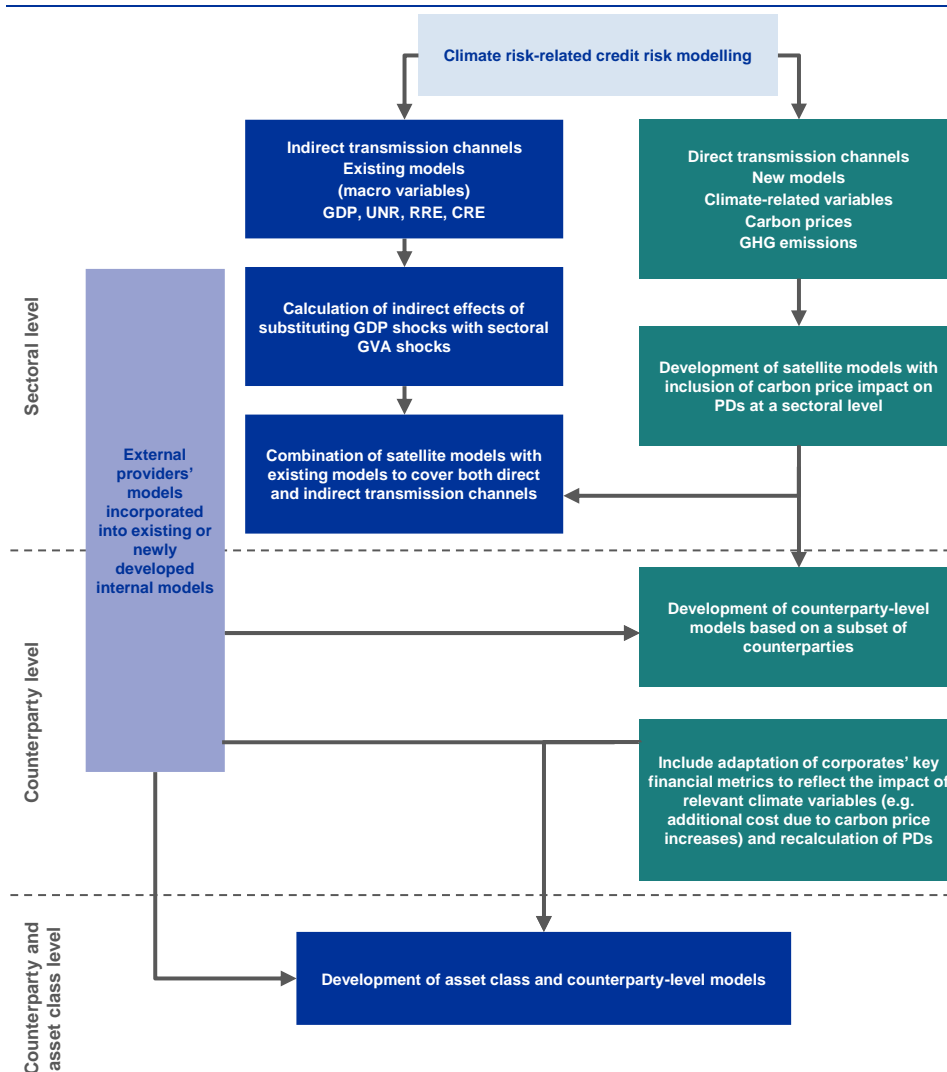 Climate risk-related credit risk modelling
Indirect transmission channels
Existing models
(macro variables)
GDP, UNR, RRE, CRE
Direct transmission channels
New models
Climate-related variables
Carbon prices
GHG emissions
Sectoral level
Calculation of indirect effects of
substituting GDP shocks with sectoral
GVA shocks
Development of satellite models with
inclusion of carbon price impact on
PDs at a sectoral level
Combination of satellite models with
existing models to cover both direct
and indirect transmission channels
External
providers’
models
incorporated
into existing or
newly
developed
internal models
Counterparty level
Development of counterparty-level
models based on a subset of
counterparties
Include adaptation of corporates’ key
financial metrics to reflect the impact of
relevant climate variables (e.g.
additional cost due to carbon price
increases) and recalculation of PDs
Counterparty and
asset class level
Development of asset class and counterparty-level models